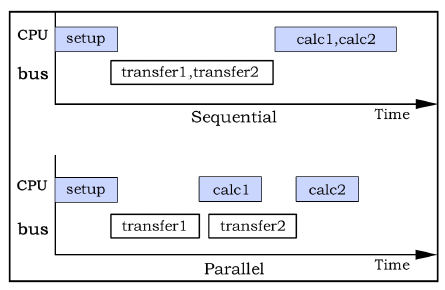 CPU setup calc1,calc2
bus transfer1,transfer2
Time
Sequential
CPU setup calc1 calc2
bus transfer1 transfer2
Time
Parallel